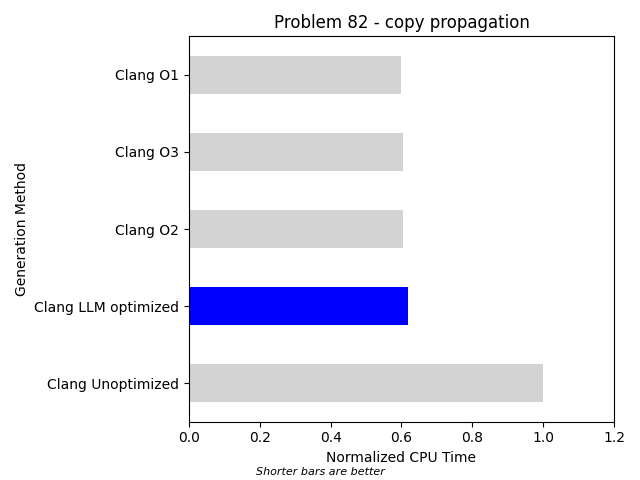 Problem 82 - copy propagation
Clang O1
Clang O3
Clang O2
Clang LLM optimized
Clang Unoptimized
Generation Method
0.0 0.2 0.4 0.6 0.8 1.0 1.2
Normalized CPU Time
Shorter bars are better